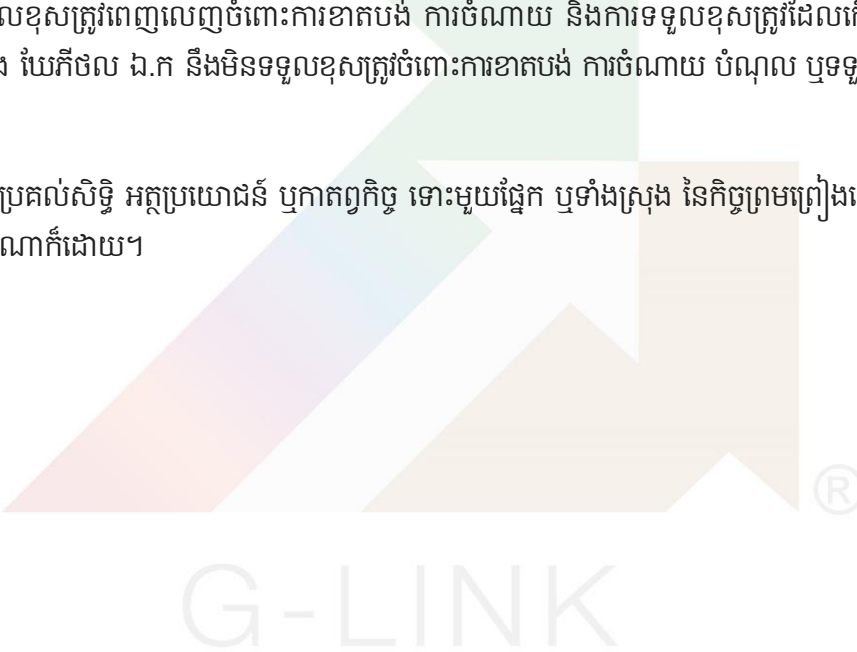 លខុសត្រូវពេញលេញចំពោះការខាតបង់ ការចំណាយ និងការទទួលខុសត្រូវដែលកើ
ង ឃែភីថល ឯ.ក នឹងមិនទទួលខុសត្រូវចំពោះការខាតបង់ ការចំណាយ បំណុល ឬទទួ
ប្រគល់សិទ្ធិ អត្ថប្រយោជន៍ ឬកាតព្វកិច្ច ទោះមួយផ្នែក ឬទាំងស្រុង នៃកិច្ចព្រមព្រៀងនេ
ណាក៏ដោយ។
®
G-LINK